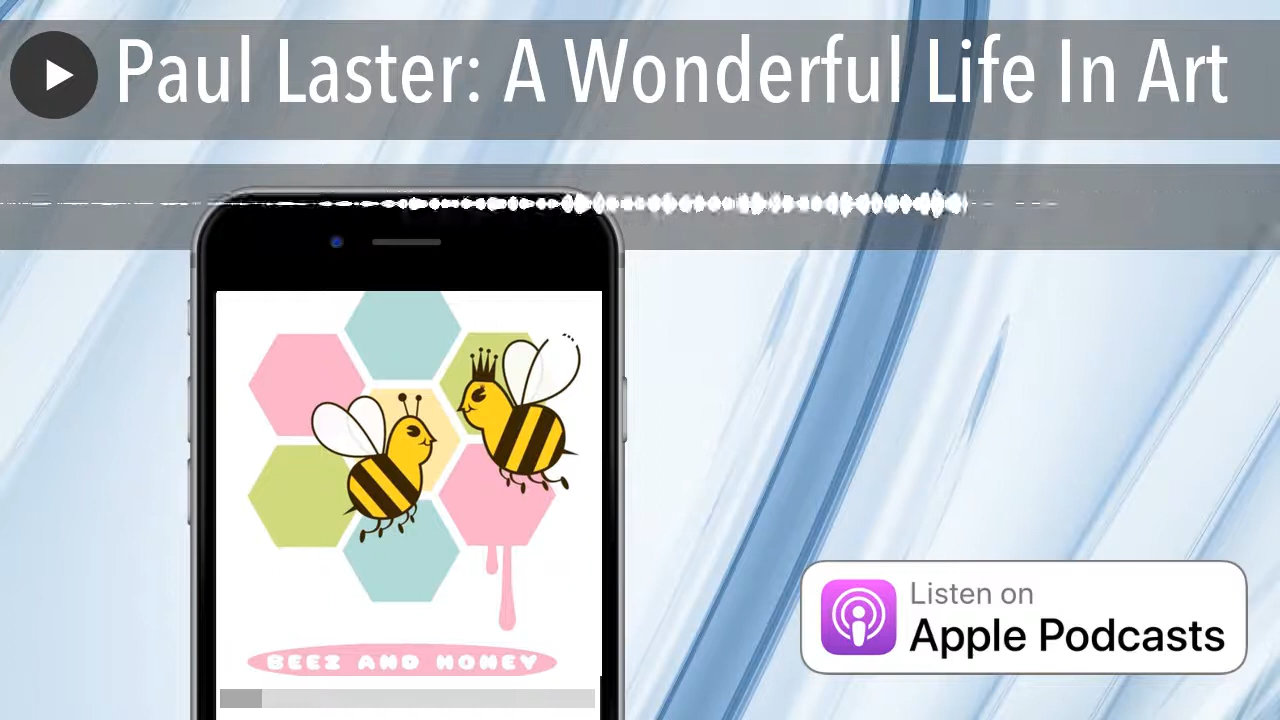 Paul Laster: A Wonderful Life In Art
BEEZ AND HONEY
Listen on
Apple Podcasts